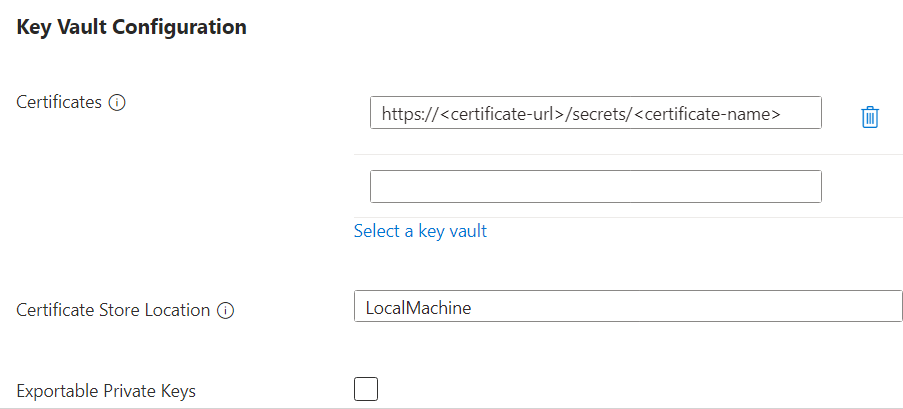 Key Vault Configuration
Certificates
https://<certificate-url>/secrets/<certificate-name>
Select a key vault
Certificate Store Location
LocalMachine
Exportable Private Keys